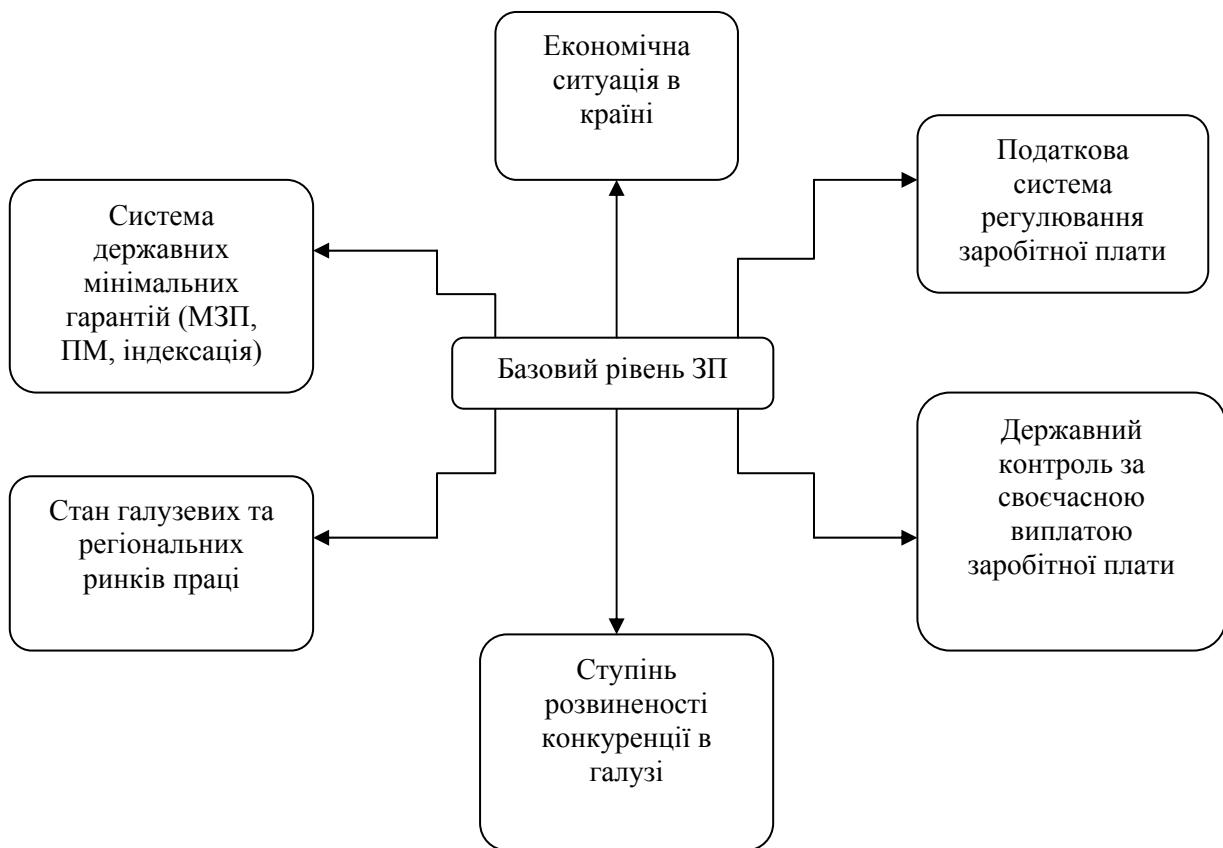 Економічна
ситуація в
країні
Податкова
система
регулювання
заробітної плати
Система
державних
мінімальних
гарантій (МЗП,
ПМ, індексація)
Базовий рівень ЗП
Державний
контроль за
своєчасною
виплатою
заробітної плати
Стан галузевих та
регіональних
ринків праці
Ступінь
розвиненості
конкуренції в
галузі